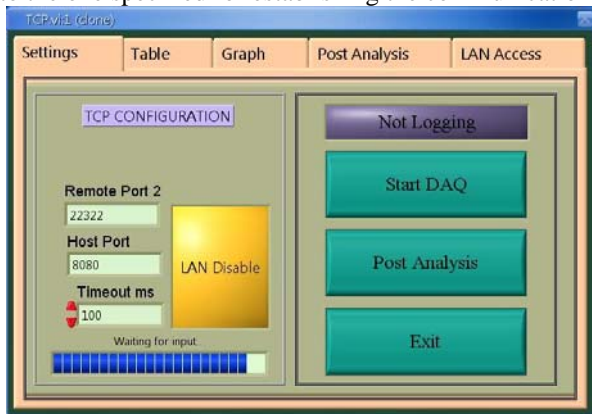 TCP.vi:1 (clone)
Settings Table Graph Post Analysis LAN Access
TCP CONFIGURATION
Remote Port 2
22322
Host Port
8080
Timeout ms
100
LAN Disable
Waiting for input.
Not Logging
Start DAQ
Post Analysis
Exit